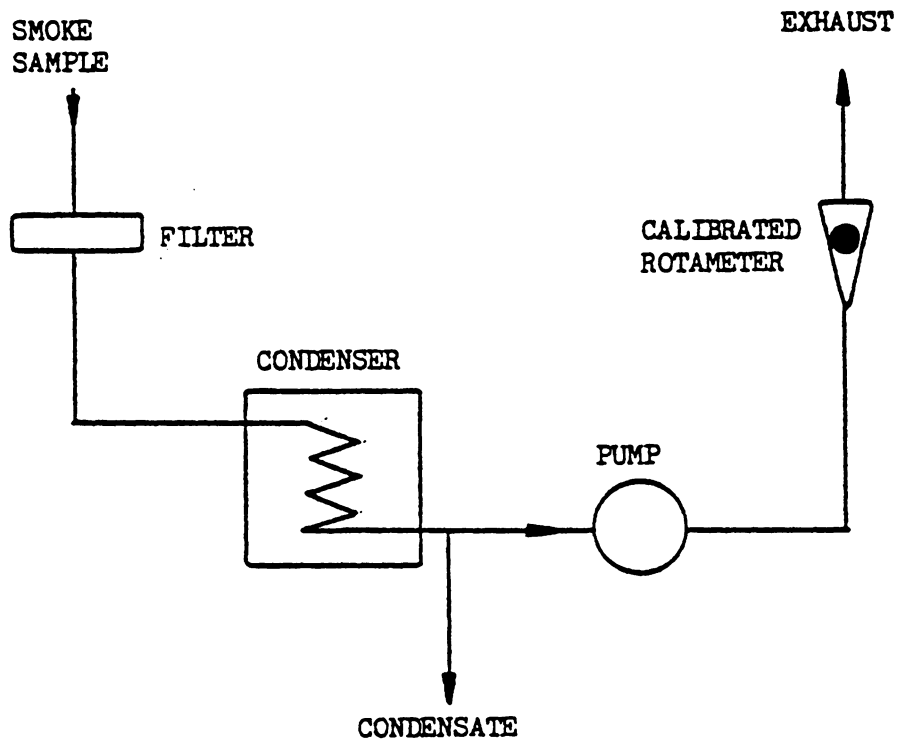 SMOKE
SAMPLE
EXHAUST
FILTER
CALIBRATED
ROTAMETER
CONDENSER
PUMP
CONDENSATE